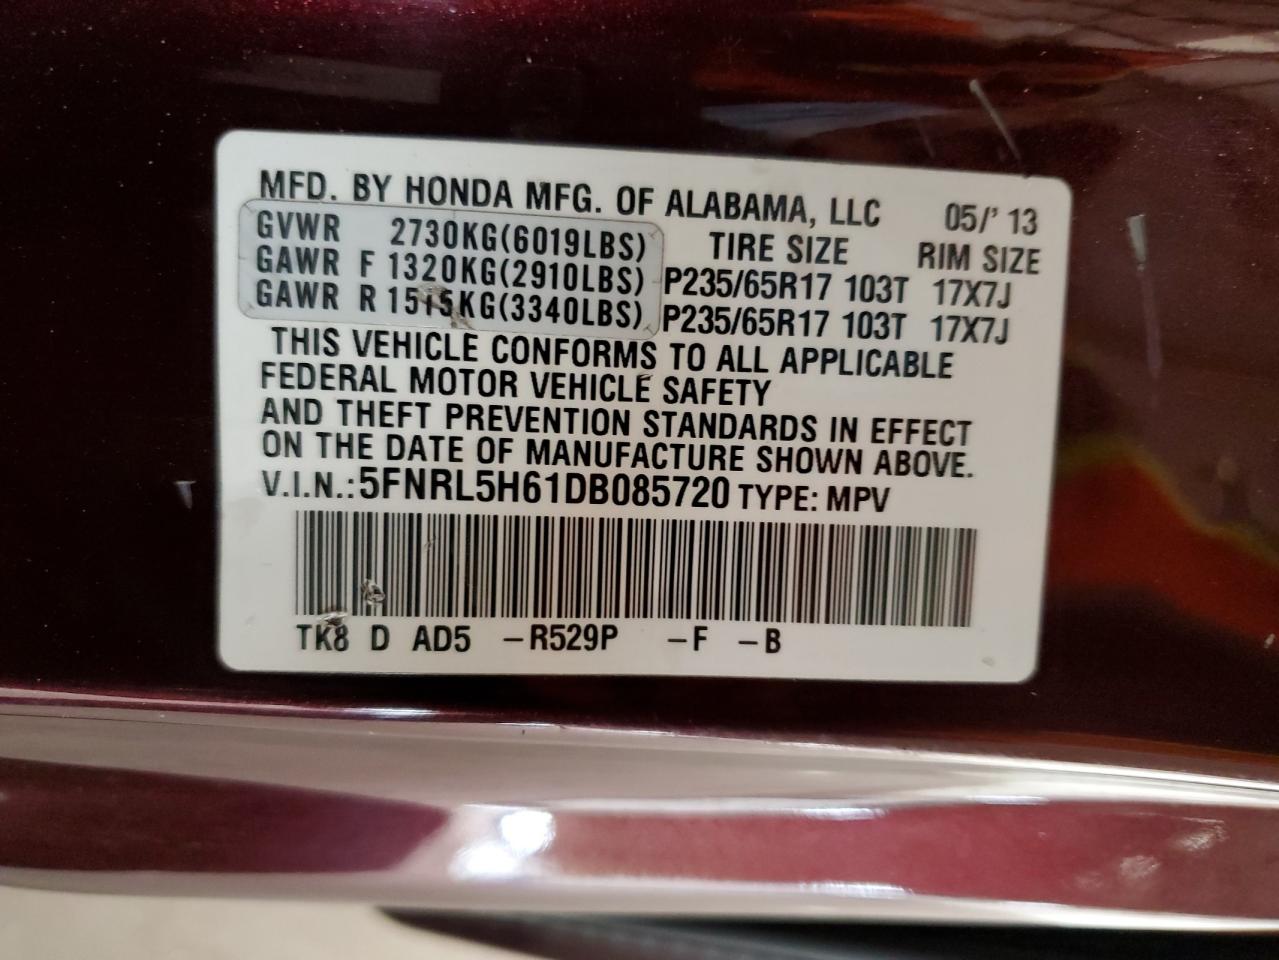 MFD. BY HONDA MFG. OF ALABAMA, LLC 05/' 13
GVWR 2730KG(6019LBS) TIRE SIZE RIM SIZE
GAWR F 1320KG(2910LBS) P235/65R17 103T 17X7J
GAWR R 1515KG(3340LBS) P235/65R17 103T 17X7J
THIS VEHICLE CONFORMS TO ALL APPLICABLE
FEDERAL MOTOR VEHICLE SAFETY
AND THEFT PREVENTION STANDARDS IN EFFECT
ON THE DATE OF MANUFACTURE SHOWN ABOVE.
V.I.N.:5FNRL5H61DB085720 TYPE: MPV
TK8 D AD5 -R529P -F -B